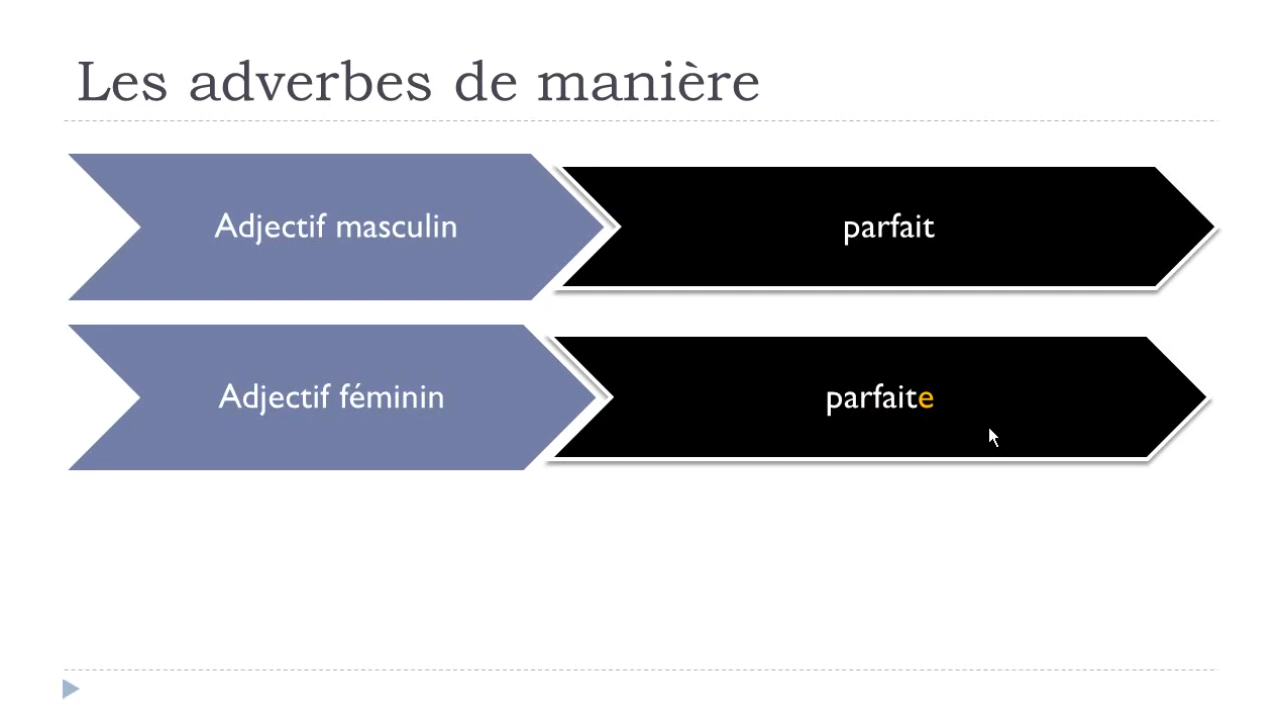 Les adverbes de manière
Adjectif masculin
parfait
Adjectif féminin
parfaite